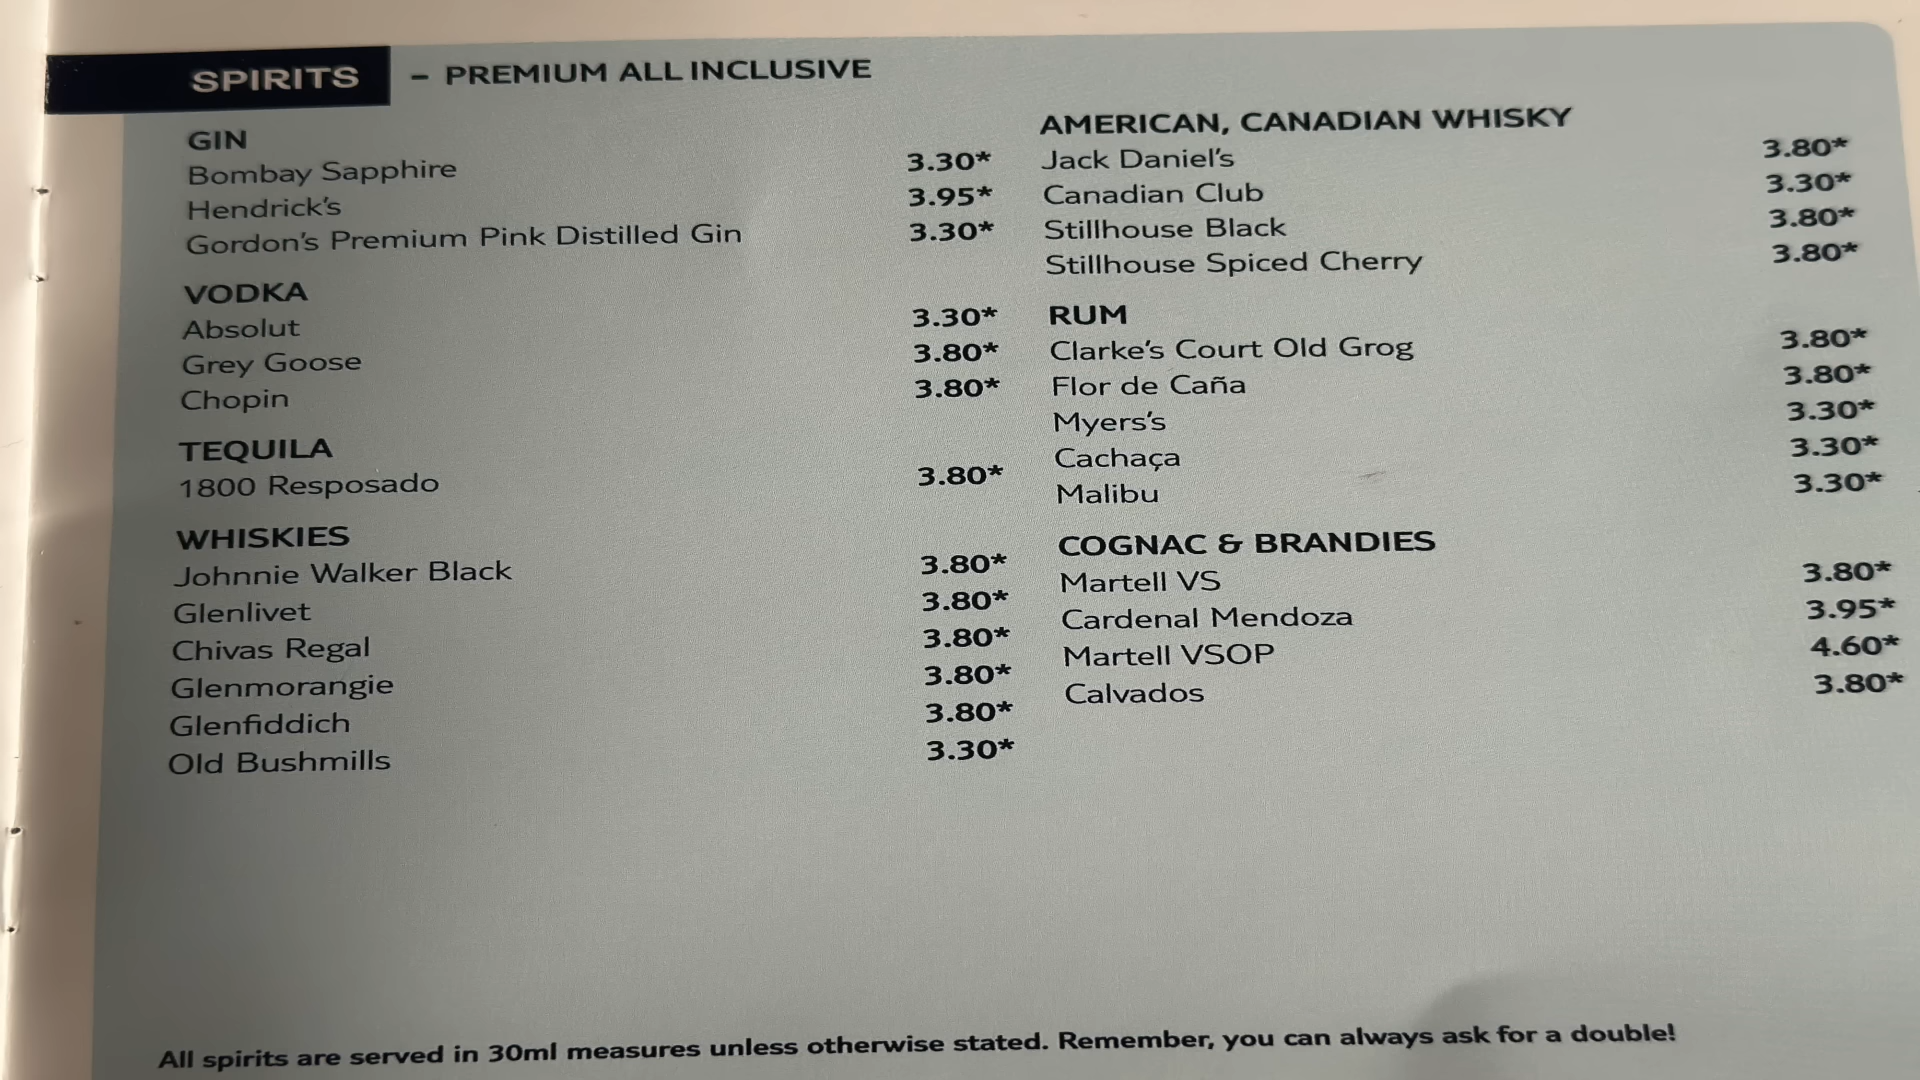 SPIRITS – PREMIUM ALL INCLUSIVE
GIN
Bombay Sapphire 3.30*
Hendrick's 3.95*
Gordon's Premium Pink Distilled Gin 3.30*
VODKA
Absolut 3.30*
Grey Goose 3.80*
Chopin 3.80*
TEQUILA
1800 Resposado 3.80*
WHISKIES
Johnnie Walker Black 3.80*
Glenlivet 3.80*
Chivas Regal 3.80*
Glenmorangie 3.80*
Glenfiddich 3.80*
Old Bushmills 3.30*
AMERICAN, CANADIAN WHISKY
Jack Daniel's 3.80*
Canadian Club 3.30*
Stillhouse Black 3.80*
Stillhouse Spiced Cherry 3.80*
RUM
Clarke's Court Old Grog 3.80*
Flor de Caña 3.80*
Myers's 3.30*
Cachaça 3.30*
Malibu 3.30*
COGNAC & BRANDIES
Martell VS 3.80*
Cardenal Mendoza 3.95*
Martell VSOP 4.60*
Calvados 3.80*
All spirits are served in 30ml measures unless otherwise stated. Remember, you can always ask for a double!